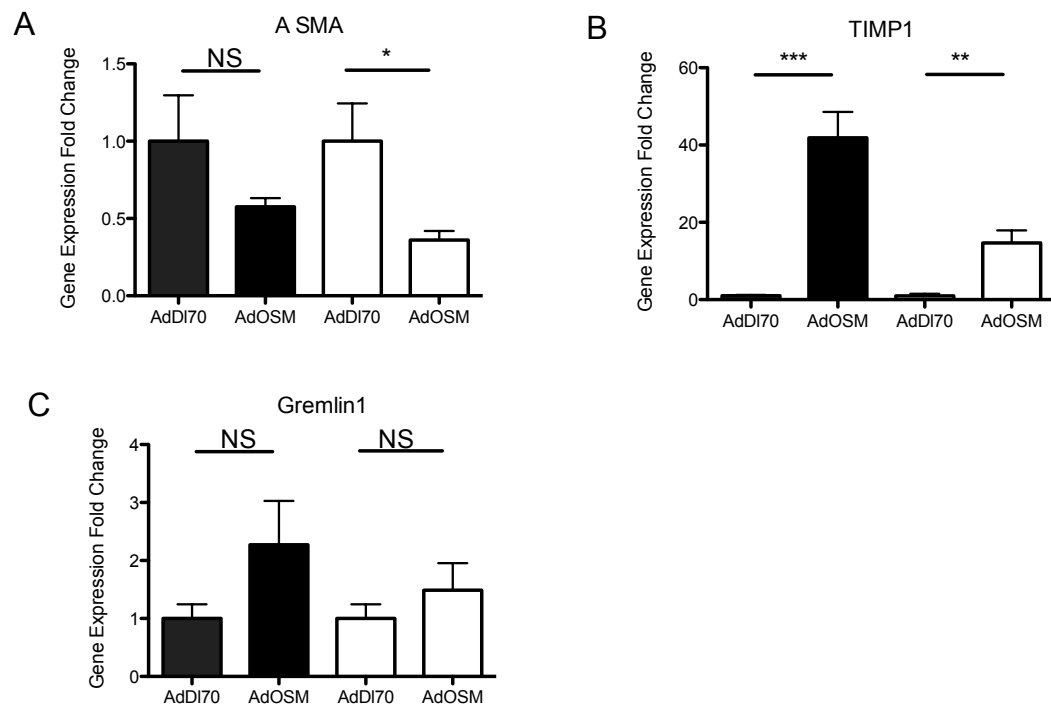 A
A SMA
NS
*
Gene Expression Fold Change
1.5
1.0
0.5
0.0
AdDl70 AdOSM AdDl70 AdOSM
B
TIMP1
*** **
Gene Expression Fold Change
60
40
20
0
AdDl70 AdOSM AdDl70 AdOSM
C
Gremlin1
NS NS
Gene Expression Fold Change
4
3
2
1
0
AdDl70 AdOSM AdDl70 AdOSM